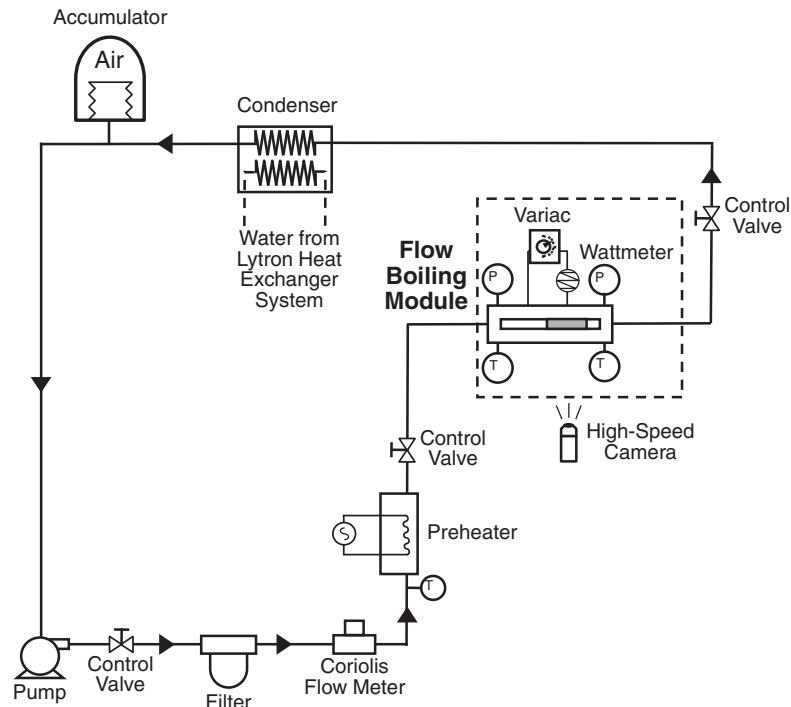 Accumulator
Air
Condenser
Water from
Lytron Heat
Exchanger
System
Flow
Boiling
Module
Variac
Wattmeter
P
P
T
T
Control
Valve
High-Speed
Camera
Control
Valve
Preheater
T
Pump
Control
Valve
Filter
Coriolis
Flow Meter